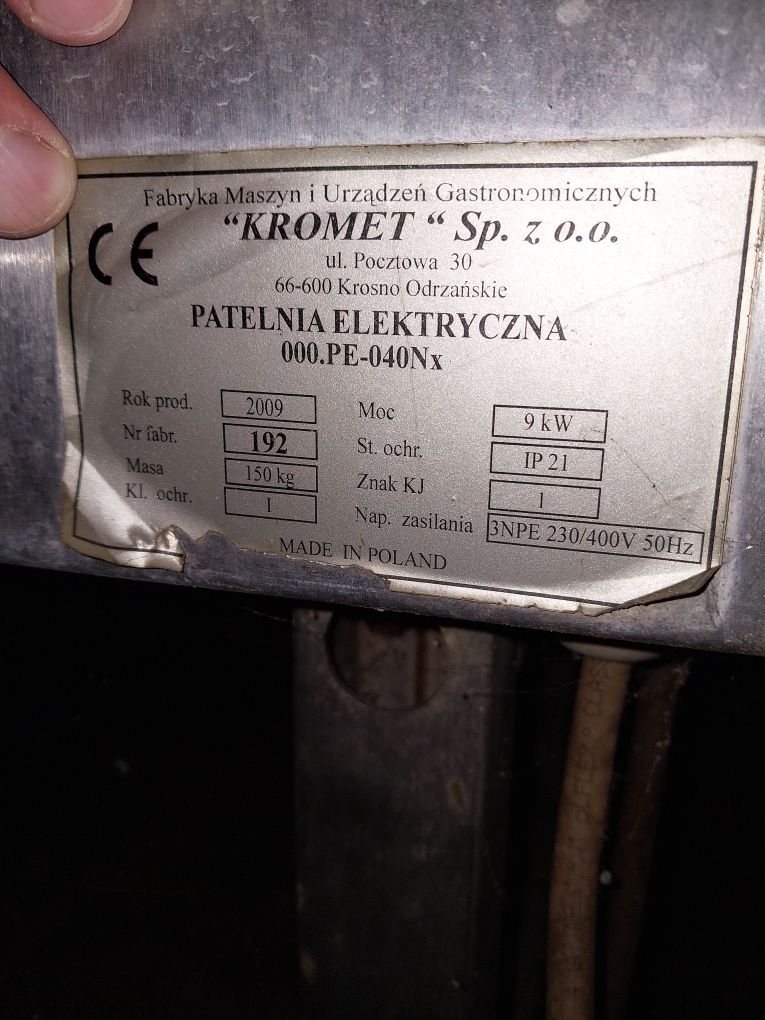 Fabryka Maszyn i Urządzeń Gastronomicznych
"KROMET" Sp. z o.o.
CE
ul. Pocztowa 30
66-600 Krosno Odrzańskie
PATELNIA ELEKTRYCZNA
000.PE-040Nx
Rok prod. 2009 Moc 9 kW
Nr fabr. 192 St. ochr. IP 21
Masa 150 kg Znak KJ 1
Kl. ochr. I Nap. zasilania 3NPE 230/400V 50Hz
MADE IN POLAND